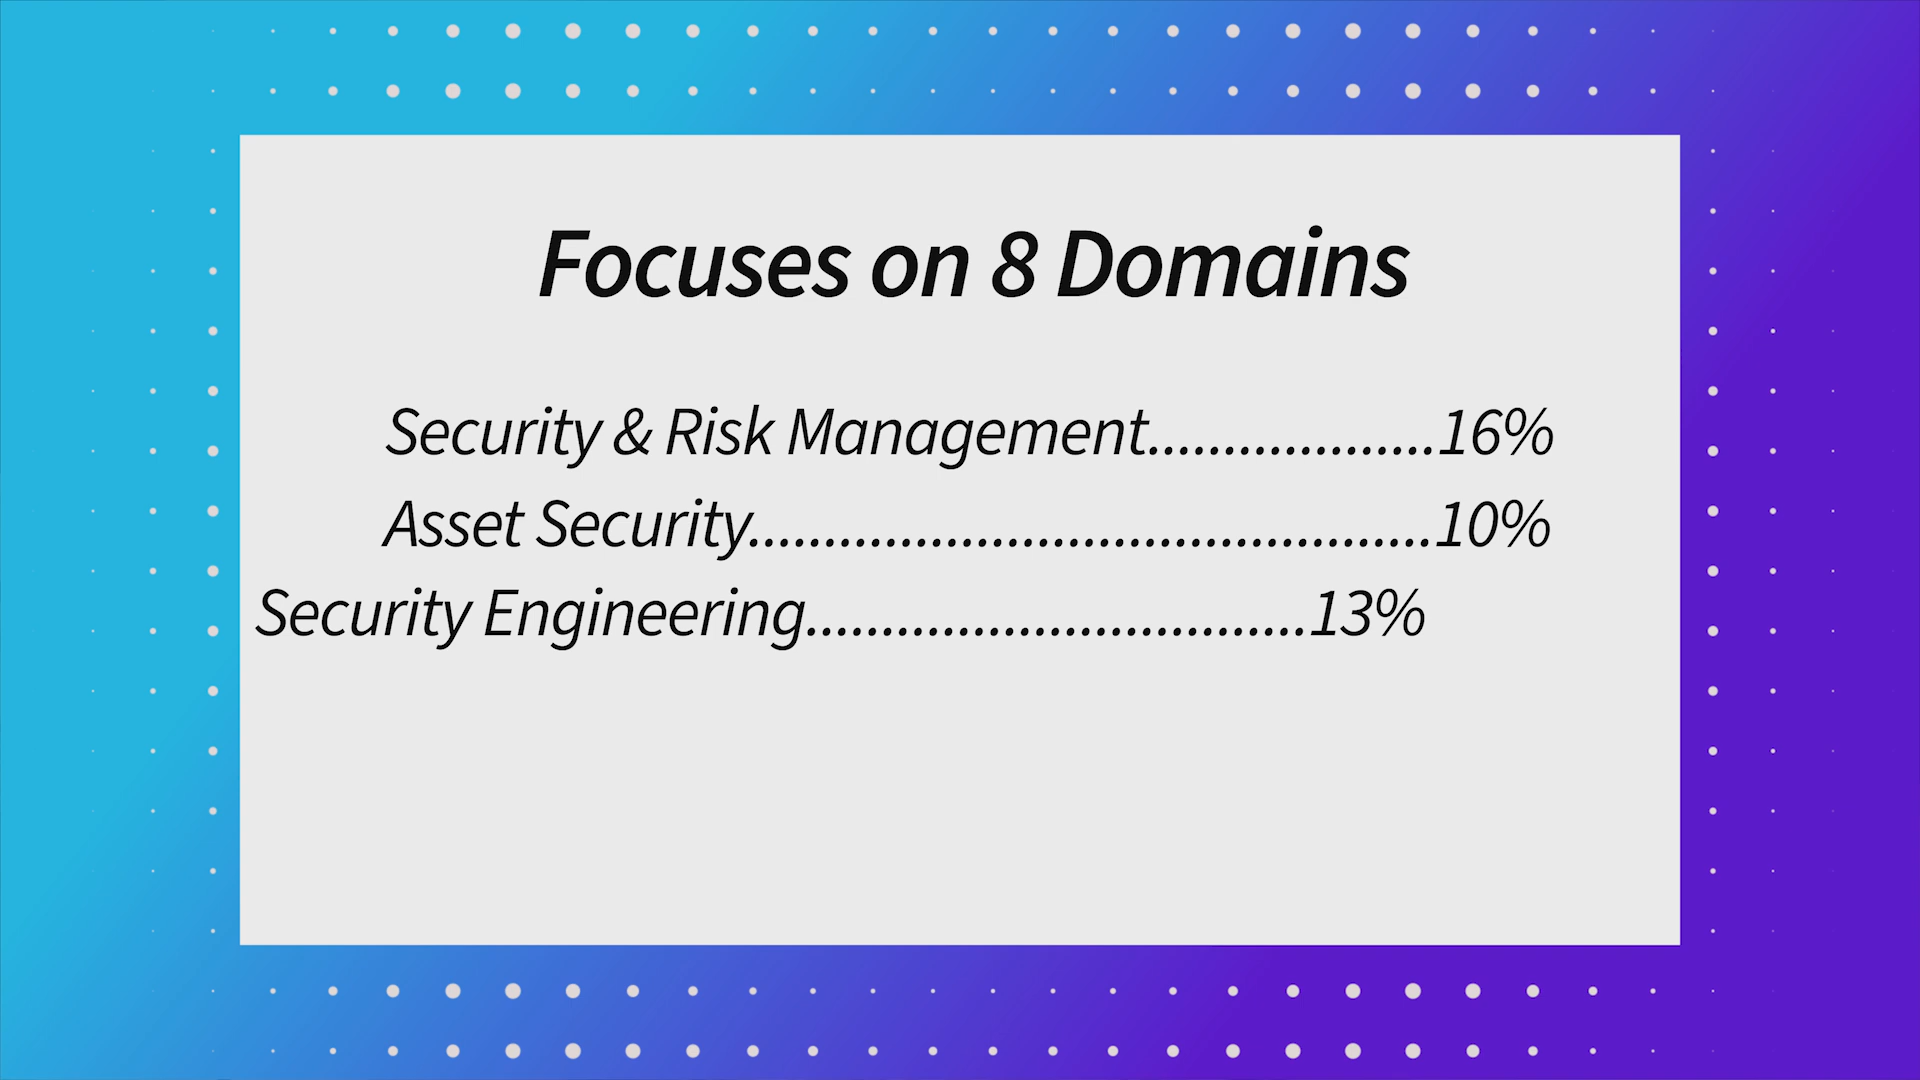 Focuses on 8 Domains
Security & Risk Management...................16%
Asset Security.............................................10%
Security Engineering.................................13%